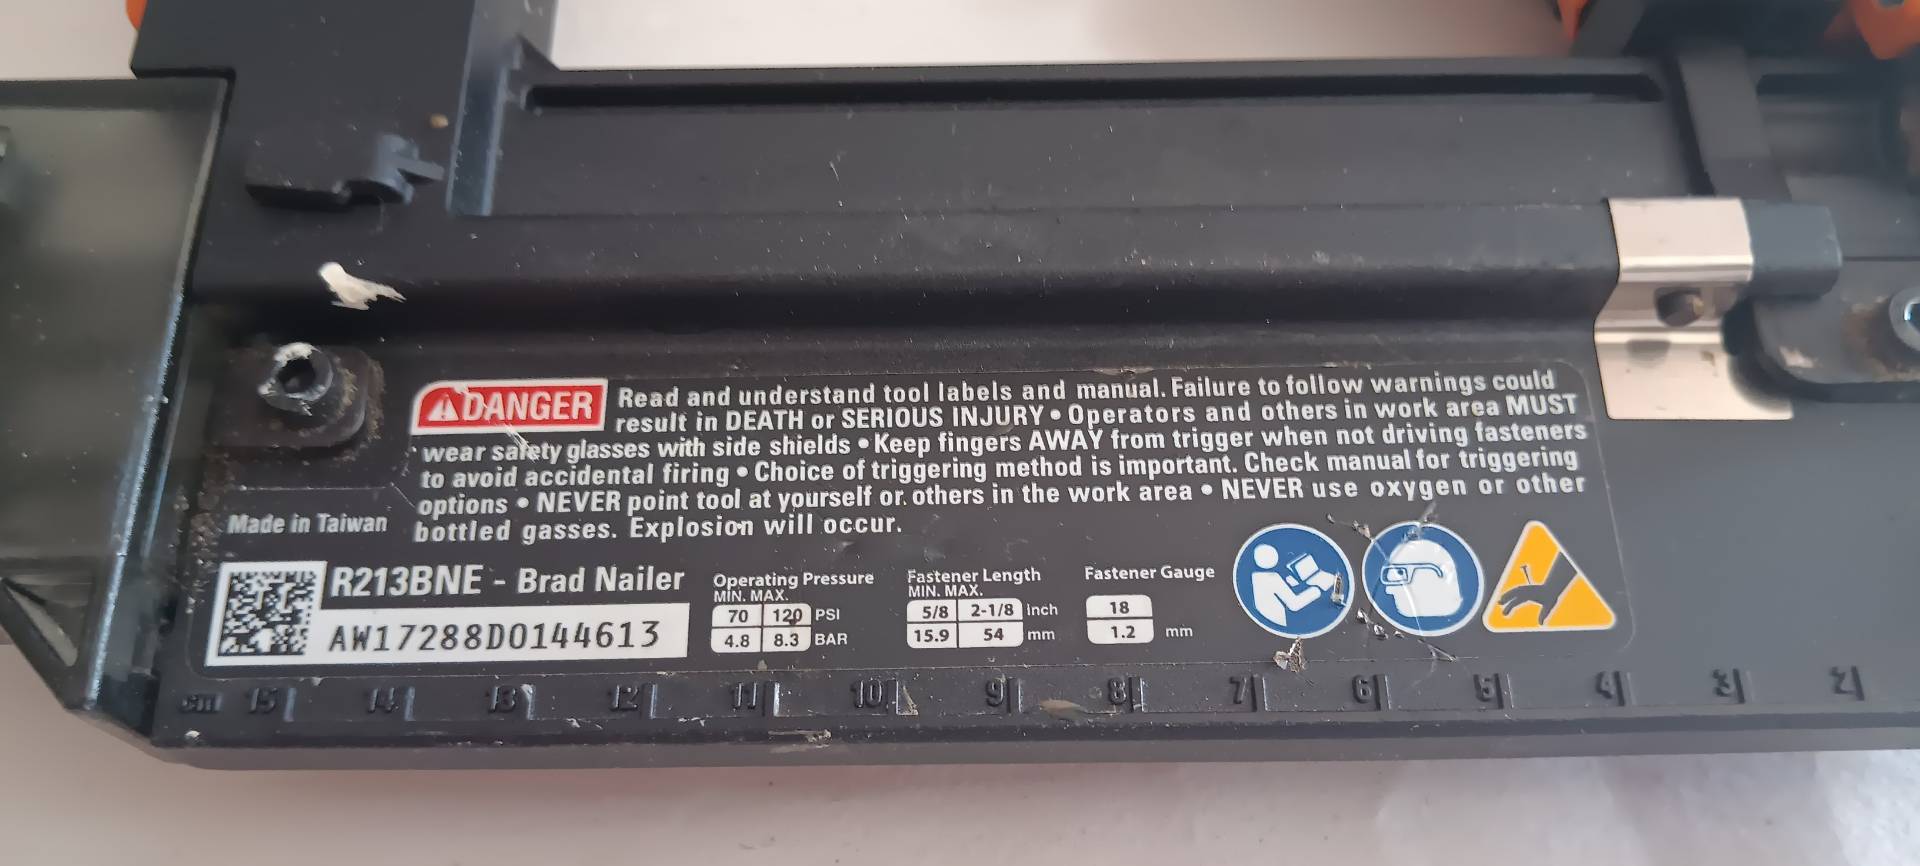 DANGER Read and understand tool labels and manual. Failure to follow warnings could
result in DEATH or SERIOUS INJURY • Operators and others in work area MUST
wear safety glasses with side shields • Keep fingers AWAY from trigger when not driving fasteners
to avoid accidental firing • Choice of triggering method is important. Check manual for triggering
options • NEVER point tool at yourself or others in the work area • NEVER use oxygen or other
bottled gasses. Explosion will occur.
Made in Taiwan
R213BNE - Brad Nailer
AW17288D0144613
Operating Pressure
MIN. MAX.
70 120 PSI
4.8 8.3 BAR
Fastener Length
MIN. MAX.
5/8 2-1/8 inch
15.9 54 mm
Fastener Gauge
18
1.2 mm
cm 15 14 13 12 11 10 9 8 7 6 5 4 3 2